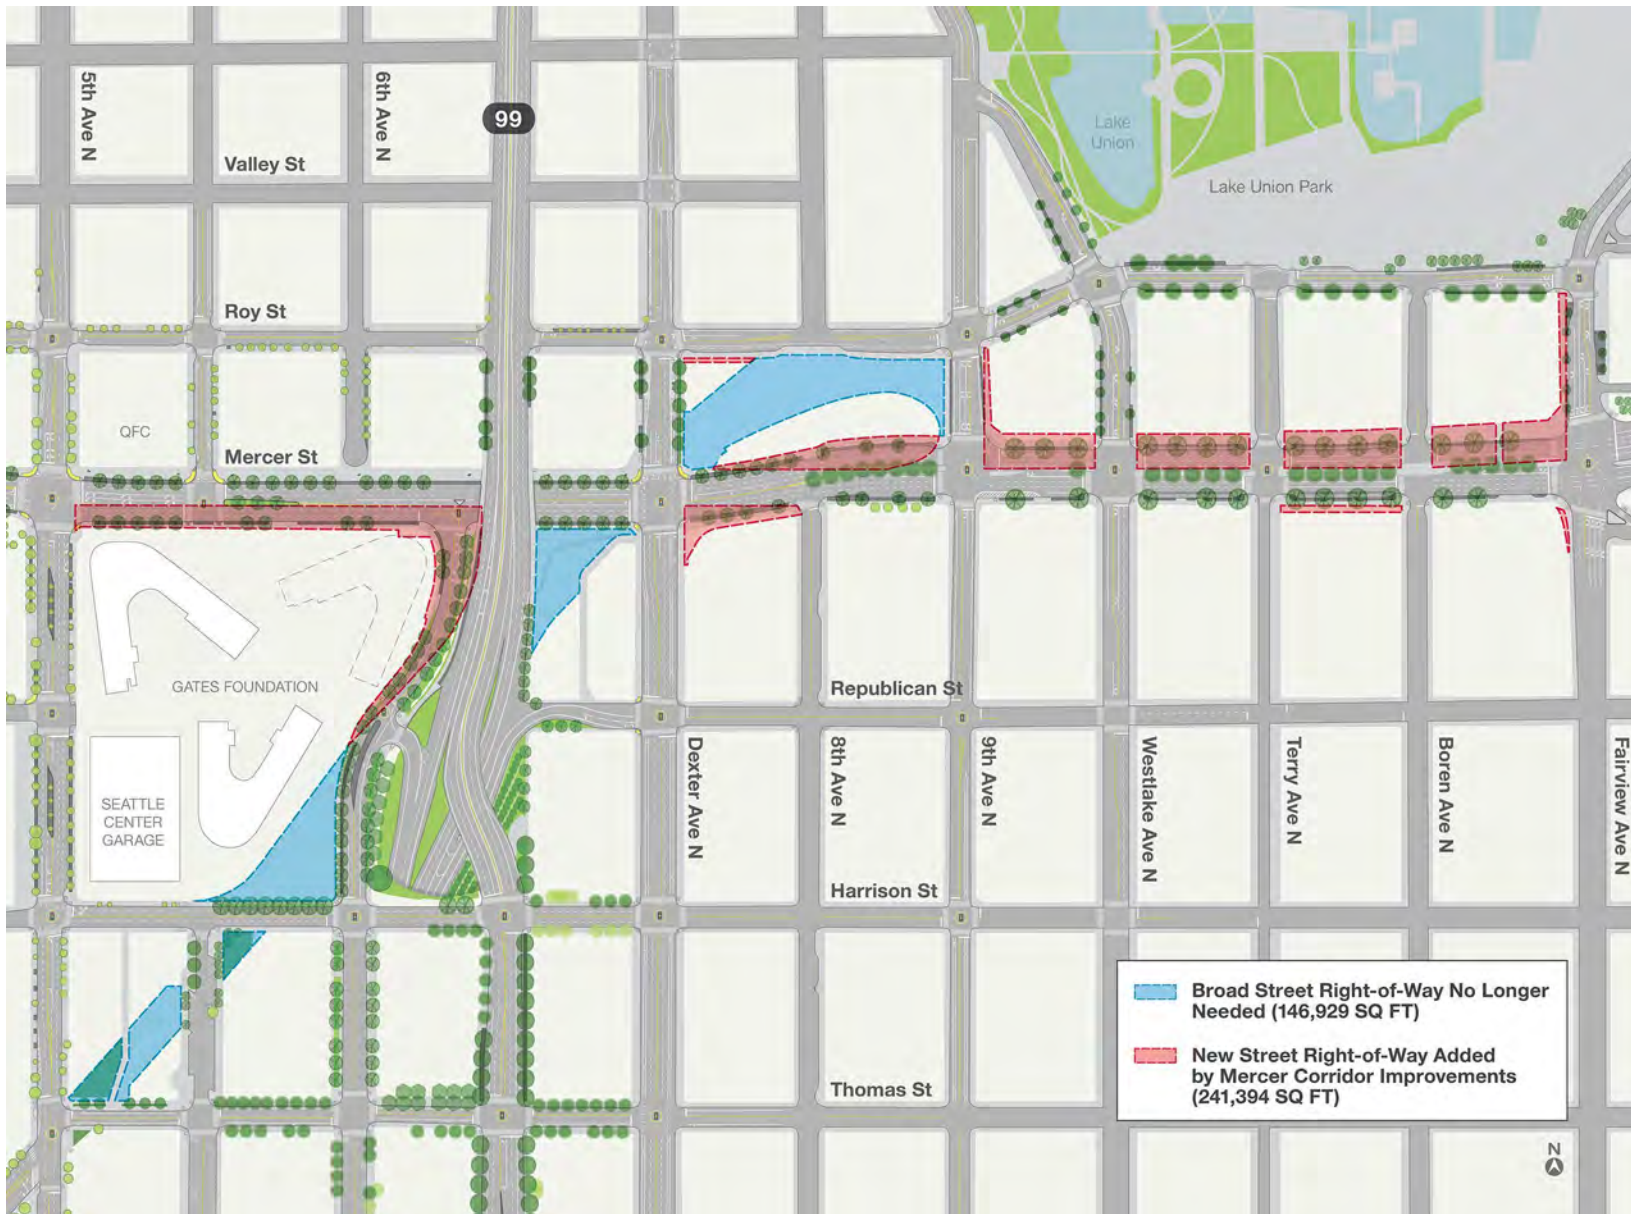 5th Ave N
6th Ave N
99
Lake
Union
Lake Union Park
Valley St
Roy St
QFC
Mercer St
GATES FOUNDATION
Republican St
SEATTLE
CENTER
GARAGE
Dexter Ave N
8th Ave N
9th Ave N
Westlake Ave N
Terry Ave N
Boren Ave N
Fairview Ave N
Harrison St
Broad Street Right-of-Way No Longer
Needed (146,929 SQ FT)
New Street Right-of-Way Added
by Mercer Corridor Improvements
(241,394 SQ FT)
Thomas St
N